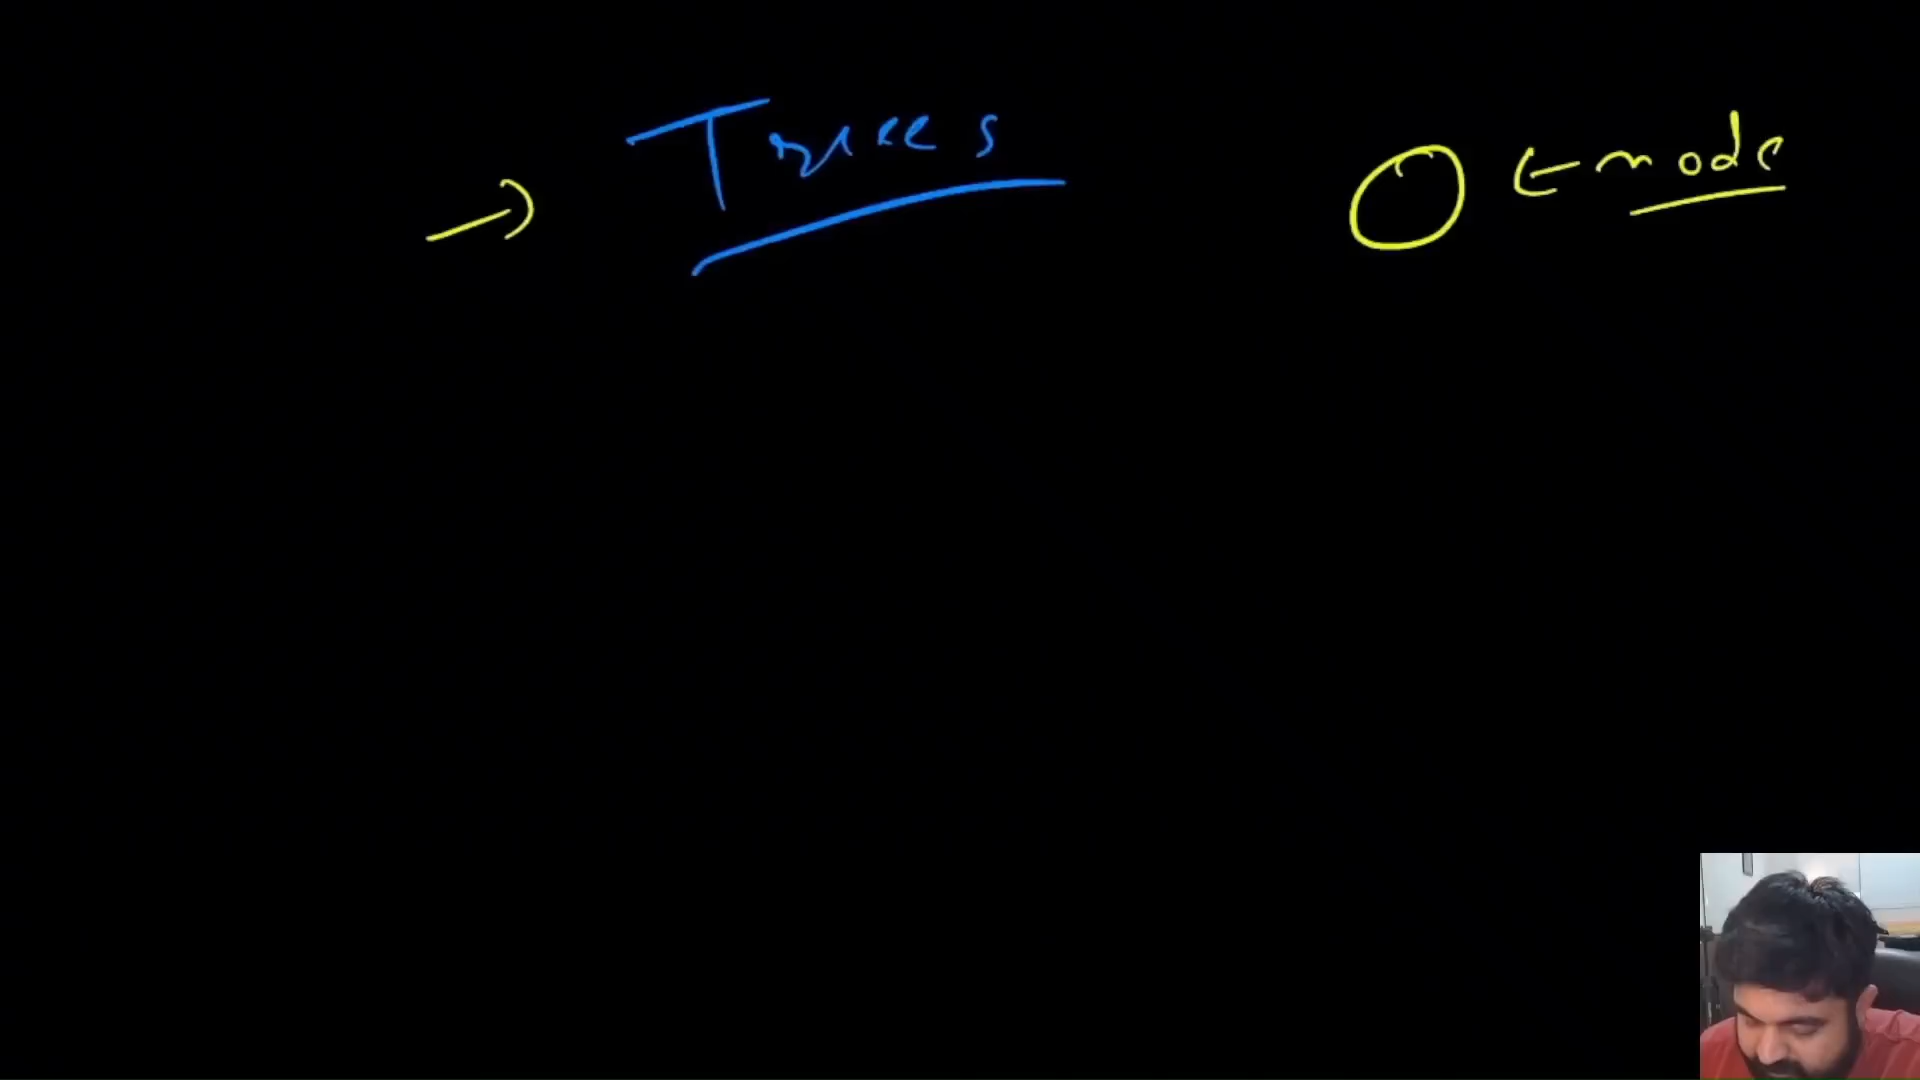 → Trees
← node